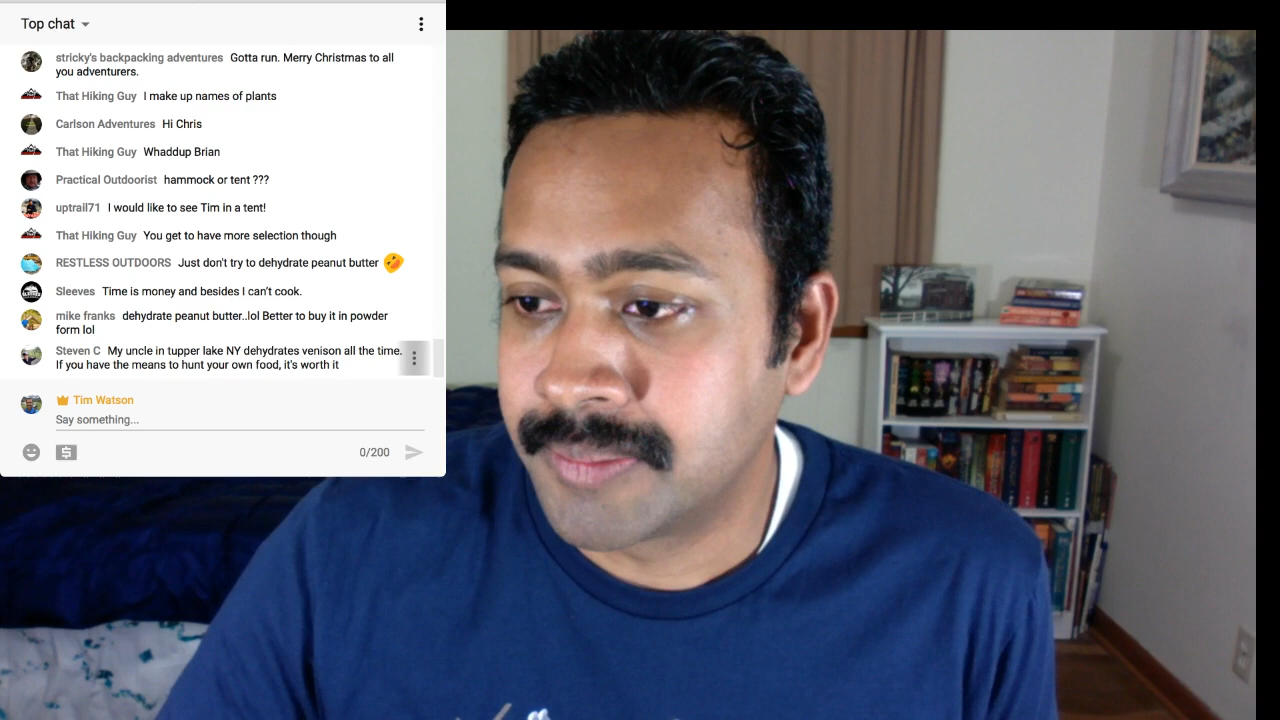 Top chat
stricky's backpacking adventures Gotta run. Merry Christmas to all
you adventurers.
That Hiking Guy I make up names of plants
Carlson Adventures Hi Chris
That Hiking Guy Whaddup Brian
Practical Outdoorist hammock or tent ???
uptrail71 I would like to see Tim in a tent!
That Hiking Guy You get to have more selection though
RESTLESS OUTDOORS Just don't try to dehydrate peanut butter 🤣
Sleeves Time is money and besides I can't cook.
mike franks dehydrate peanut butter..lol Better to buy it in powder
form lol
Steven C My uncle in tupper lake NY dehydrates venison all the time.
If you have the means to hunt your own food, it's worth it
Tim Watson
Say something...
0/200